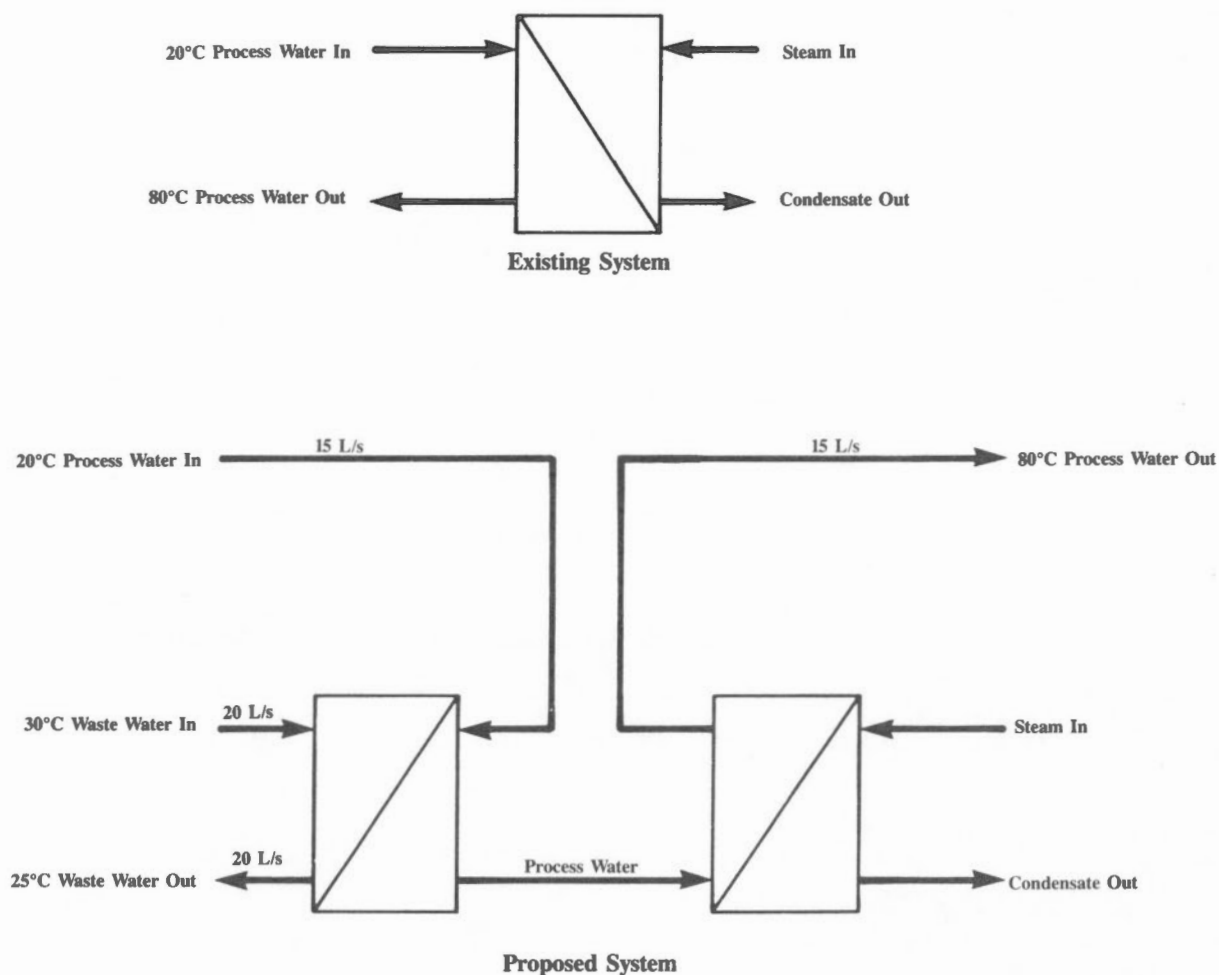 20°C Process Water In
Steam In
80°C Process Water Out
Condensate Out
Existing System
20°C Process Water In
15 L/s
15 L/s
80°C Process Water Out
30°C Waste Water In
20 L/s
Steam In
25°C Waste Water Out
20 L/s
Process Water
Condensate Out
Proposed System